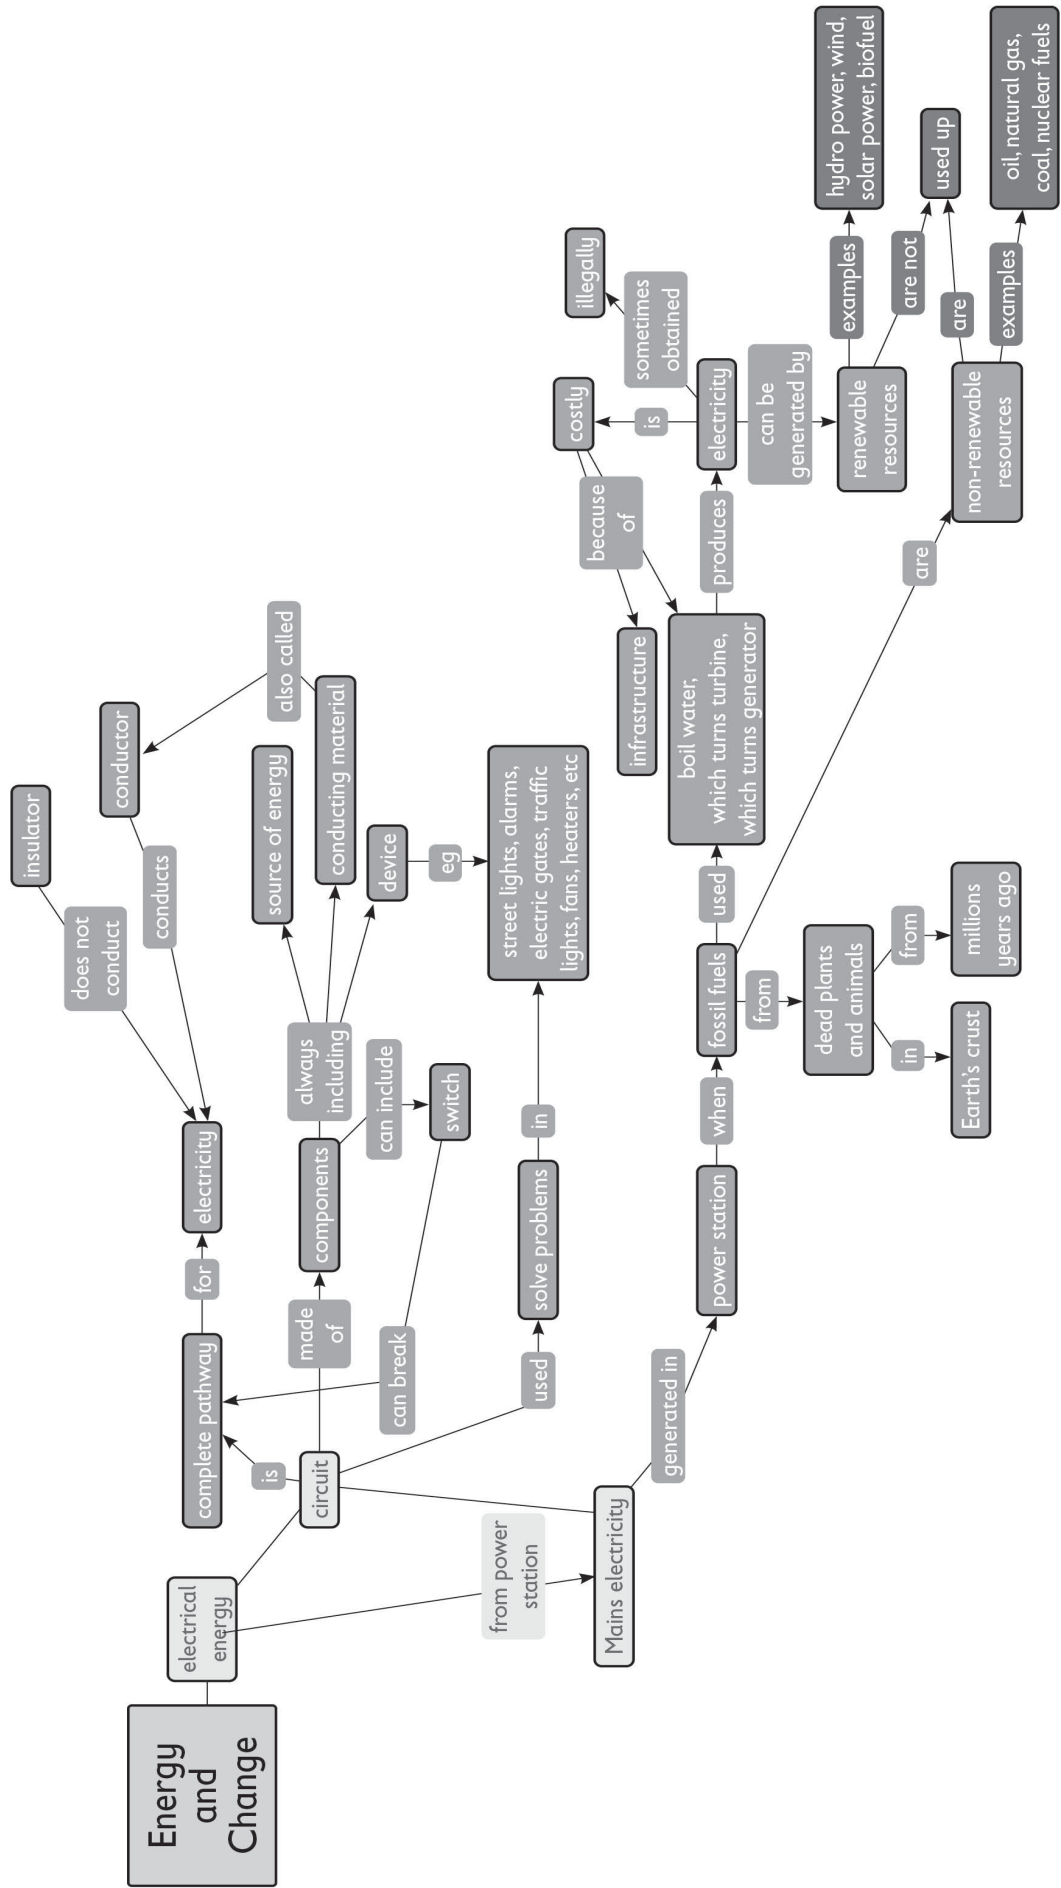 Energy
and
Change
electrical
energy
circuit
is
complete pathway
for
electricity
does not
conduct
insulator
conducts
conductor
also called
made
of
components
always
including
source of energy
conducting material
device
eg
can include
switch
can break
used
solve problems
in
street lights, alarms,
electric gates, traffic
lights, fans, heaters, etc
from power
station
Mains electricity
generated in
power station
when
fossil fuels
used
boil water,
which turns turbine,
which turns generator
produces
electricity
is
costly
because
of
infrastructure
sometimes
obtained
illegally
can be
generated by
renewable
resources
examples
hydro power, wind,
solar power, biofuel
are not
used up
are
non-renewable
resources
are
examples
oil, natural gas,
coal, nuclear fuels
from
dead plants
and animals
in
Earth's crust
from
millions
years ago